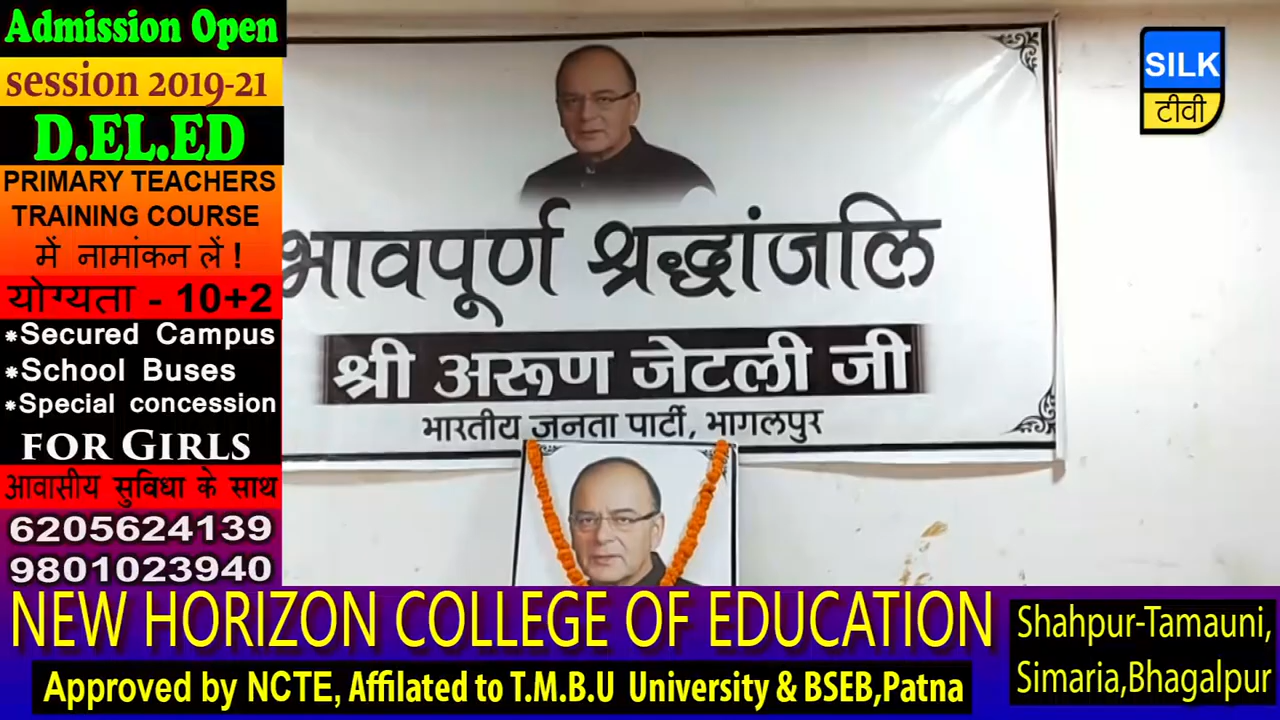 Admission Open
session 2019-21
D.EL.ED
PRIMARY TEACHERS
TRAINING COURSE
में नामांकन लें !
योग्यता - 10+2
*Secured Campus
*School Buses
*Special concession
FOR GIRLS
आवासीय सुविधा के साथ
6205624139
9801023940
SILK
टीवी
भावपूर्ण श्रद्धांजलि
श्री अरूण जेटली जी
भारतीय जनता पार्टी, भागलपुर
NEW HORIZON COLLEGE OF EDUCATION
Approved by NCTE, Affilated to T.M.B.U University & BSEB,Patna
Shahpur-Tamauni,
Simaria,Bhagalpur